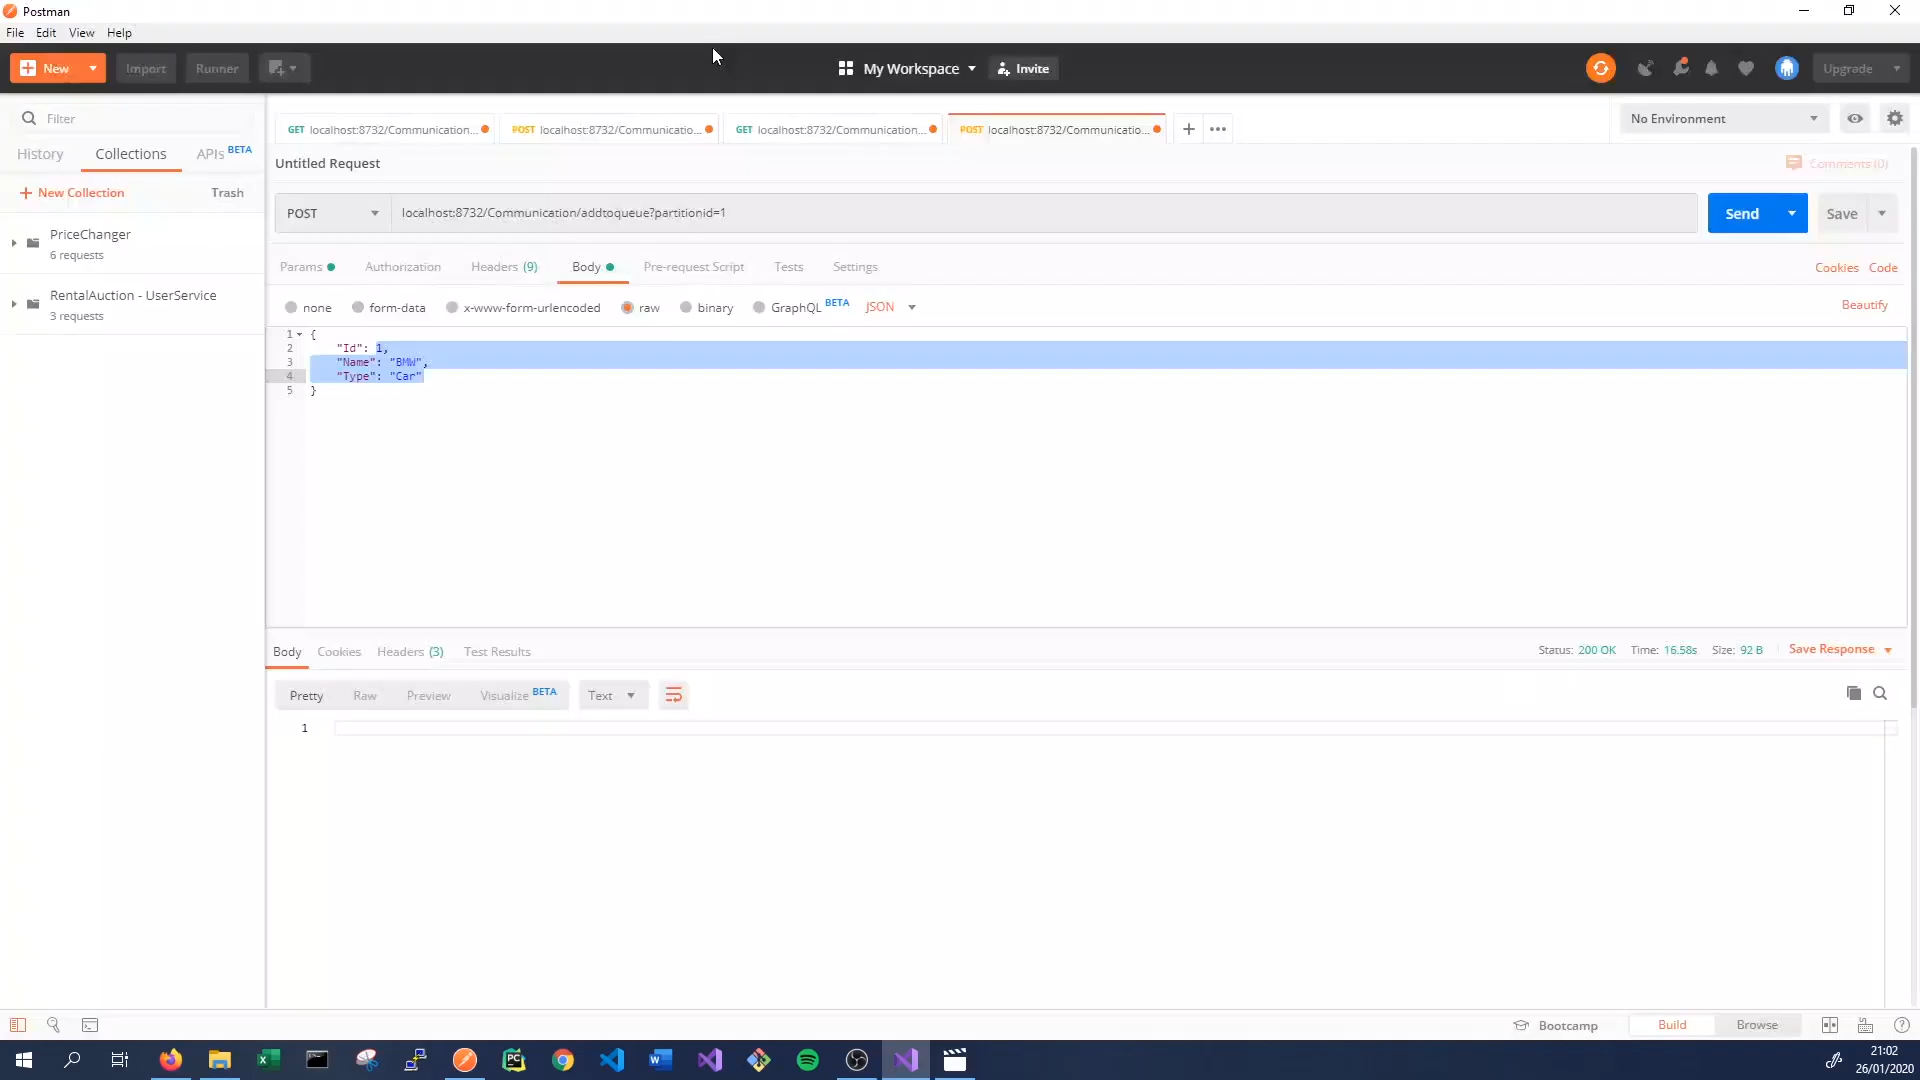 Postman
File Edit View Help
New Import Runner My Workspace Invite Upgrade
Filter
History Collections APIs BETA
New Collection Trash
PriceChanger
6 requests
RentalAuction - UserService
3 requests
GET localhost:8732/Communication... POST localhost:8732/Communicatio... GET localhost:8732/Communication... POST localhost:8732/Communicatio... No Environment
Untitled Request Comments (0)
POST localhost:8732/Communication/addtoqueue?partitionid=1 Send Save
Params Authorization Headers (9) Body Pre-request Script Tests Settings Cookies Code
none form-data x-www-form-urlencoded raw binary GraphQL BETA JSON Beautify
1 {
2 "Id": 1,
3 "Name": "BMW",
4 "Type": "Car"
5 }
Body Cookies Headers (3) Test Results Status: 200 OK Time: 16.58s Size: 92 B Save Response
Pretty Raw Preview Visualize BETA Text
1
Bootcamp Build Browse
21:02
26/01/2020